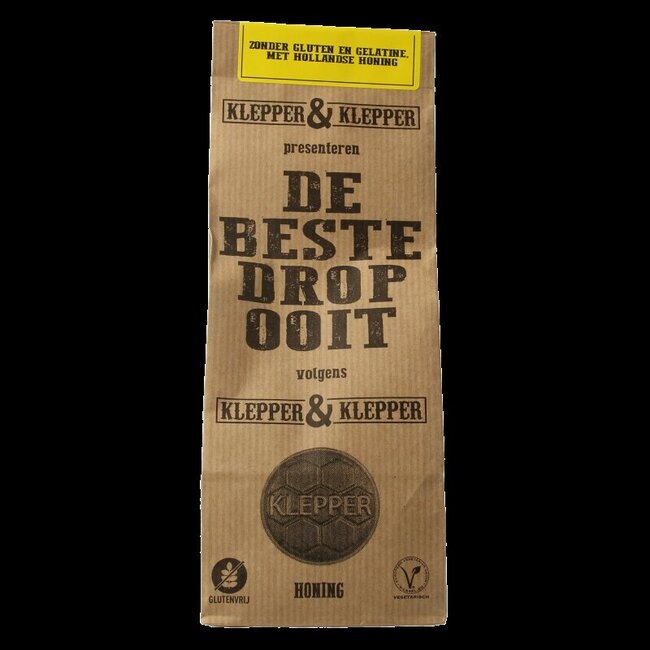 ZONDER GLUTEN EN GELATINE,
MET HOLLANDSE HONING
KLEPPER & KLEPPER
presenteren
DE
BESTE
DROP
OOIT
volgens
KLEPPER & KLEPPER
KLEPPER
GLUTENVRIJ
HONING
VEGETARISCH